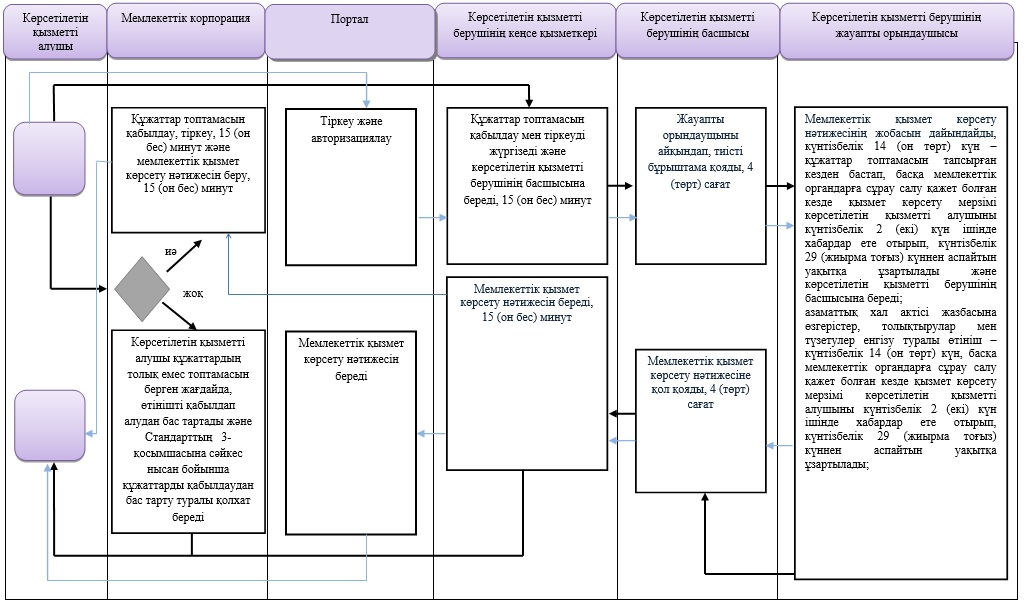 Көрсетілетін
қызметті
алушы
Мемлекеттік корпорация
Портал
Көрсетілетін қызметті
берушінің кеңсе қызметкері
Көрсетілетін қызметті
берушінің басшысы
Көрсетілетін қызметті берушінің
жауапты орындаушысы
Құжаттар топтамасын
қабылдау, тіркеу, 15 (он
бес) минут және
мемлекеттік қызмет
көрсету нәтижесін беру,
15 (он бес) минут
иә
жоқ
Көрсетілетін қызметті
алушы құжаттардың
толық емес топтамасын
берген жағдайда,
өтінішті қабылдап
алудан бас тартады және
Стандарттың 3-
қосымшасына сәйкес
нысан бойынша
құжаттарды қабылдаудан
бас тарту туралы қолхат
береді
Тіркеу және
авторизациялау
Мемлекеттік қызмет
көрсету нәтижесін
береді
Құжаттар топтамасын
қабылдау мен тіркеуді
жүргізеді және
көрсетілетін қызметті
берушінің басшысына
береді, 15 (он бес) минут
Мемлекеттік қызмет
көрсету нәтижесін береді,
15 (он бес) минут
Жауапты
орындаушыны
айқындап, тиісті
бұрыштама қояды, 4
(төрт) сағат
Мемлекеттік қызмет
көрсету нәтижесіне
қол қояды, 4 (төрт)
сағат
Мемлекеттік қызмет көрсету
нәтижесінің жобасын дайындайды,
күнтізбелік 14 (он төрт) күн –
құжаттар топтамасын тапсырған
кезден бастап, басқа мемлекеттік
органдарға сұрау салу қажет болған
кезде қызмет көрсету мерзімі
көрсетілетін қызметті алушыны
күнтізбелік 2 (екі) күн ішінде
хабардар ете отырып, күнтізбелік
29 (жиырма тоғыз) күннен аспайтын
уақытқа ұзартылады және
көрсетілетін қызметті берушінің
басшысына береді;
азаматтық хал актісі жазбасына
өзгерістер, толықтырулар мен
түзетулер енгізу туралы өтініш –
күнтізбелік 14 (он төрт) күн, басқа
мемлекеттік органдарға сұрау салу
қажет болған кезде қызмет көрсету
мерзімі көрсетілетін қызметті
алушыны күнтізбелік 2 (екі) күн
ішінде хабардар ете отырып,
күнтізбелік 29 (жиырма тоғыз)
күннен аспайтын уақытқа
ұзартылады;